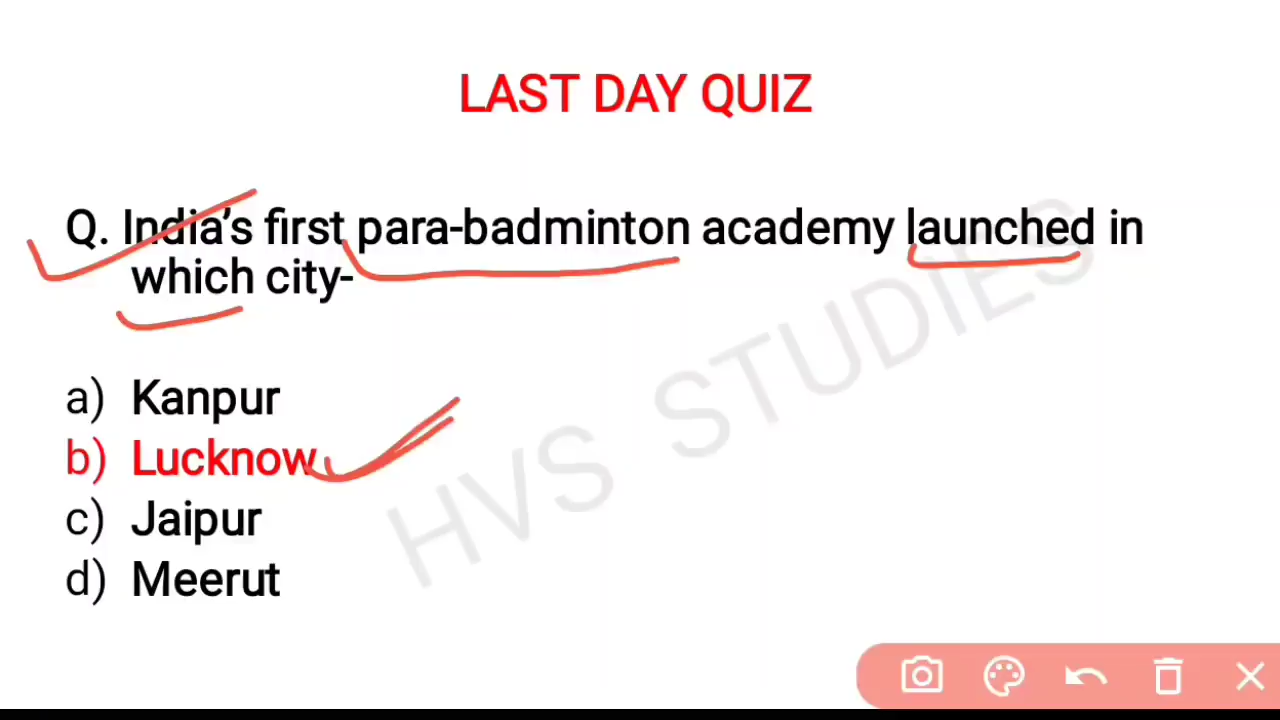 LAST DAY QUIZ
Q. India's first para-badminton academy launched in
which city-
a) Kanpur
b) Lucknow
c) Jaipur
d) Meerut
HVS STUDIES